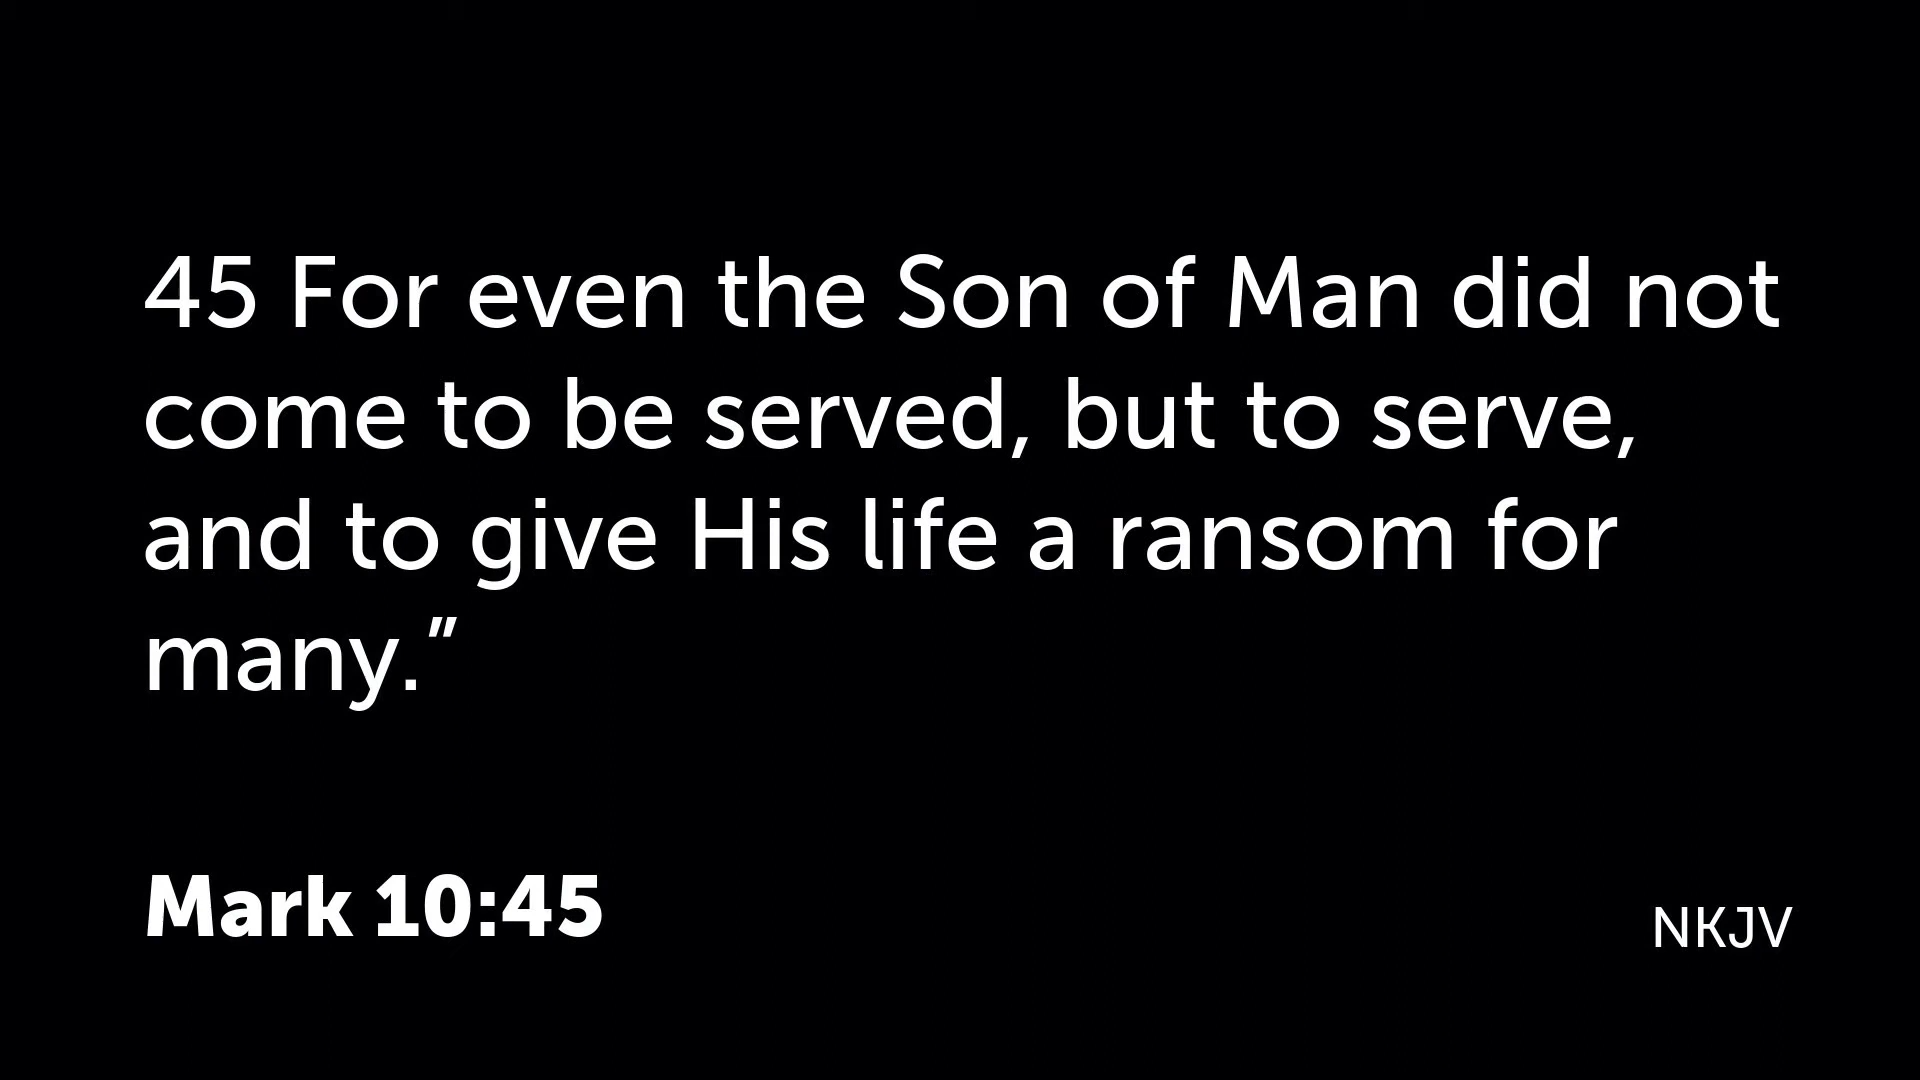 45 For even the Son of Man did not
come to be served, but to serve,
and to give His life a ransom for
many.”
Mark 10:45
NKJV